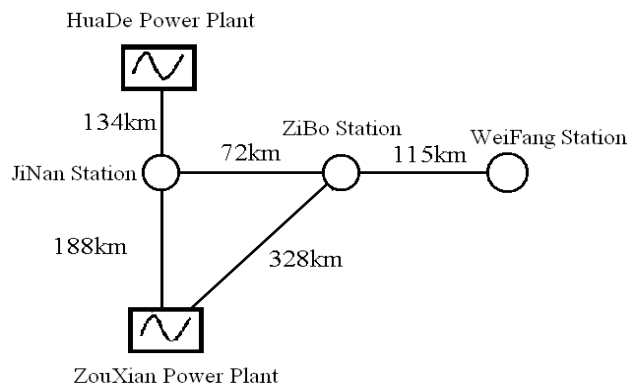 HuaDe Power Plant
134km
ZiBo Station
WeiFang Station
72km
115km
JiNan Station
188km
328km
ZouXian Power Plant